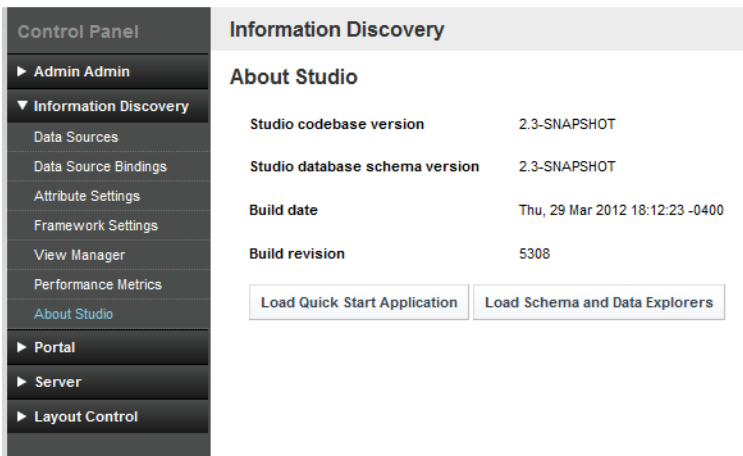 Control Panel
Admin Admin
Information Discovery
Data Sources
Data Source Bindings
Attribute Settings
Framework Settings
View Manager
Performance Metrics
About Studio
Portal
Server
Layout Control
Information Discovery
About Studio
Studio codebase version 2.3-SNAPSHOT
Studio database schema version 2.3-SNAPSHOT
Build date Thu, 29 Mar 2012 18:12:23 -0400
Build revision 5308
Load Quick Start Application Load Schema and Data Explorers